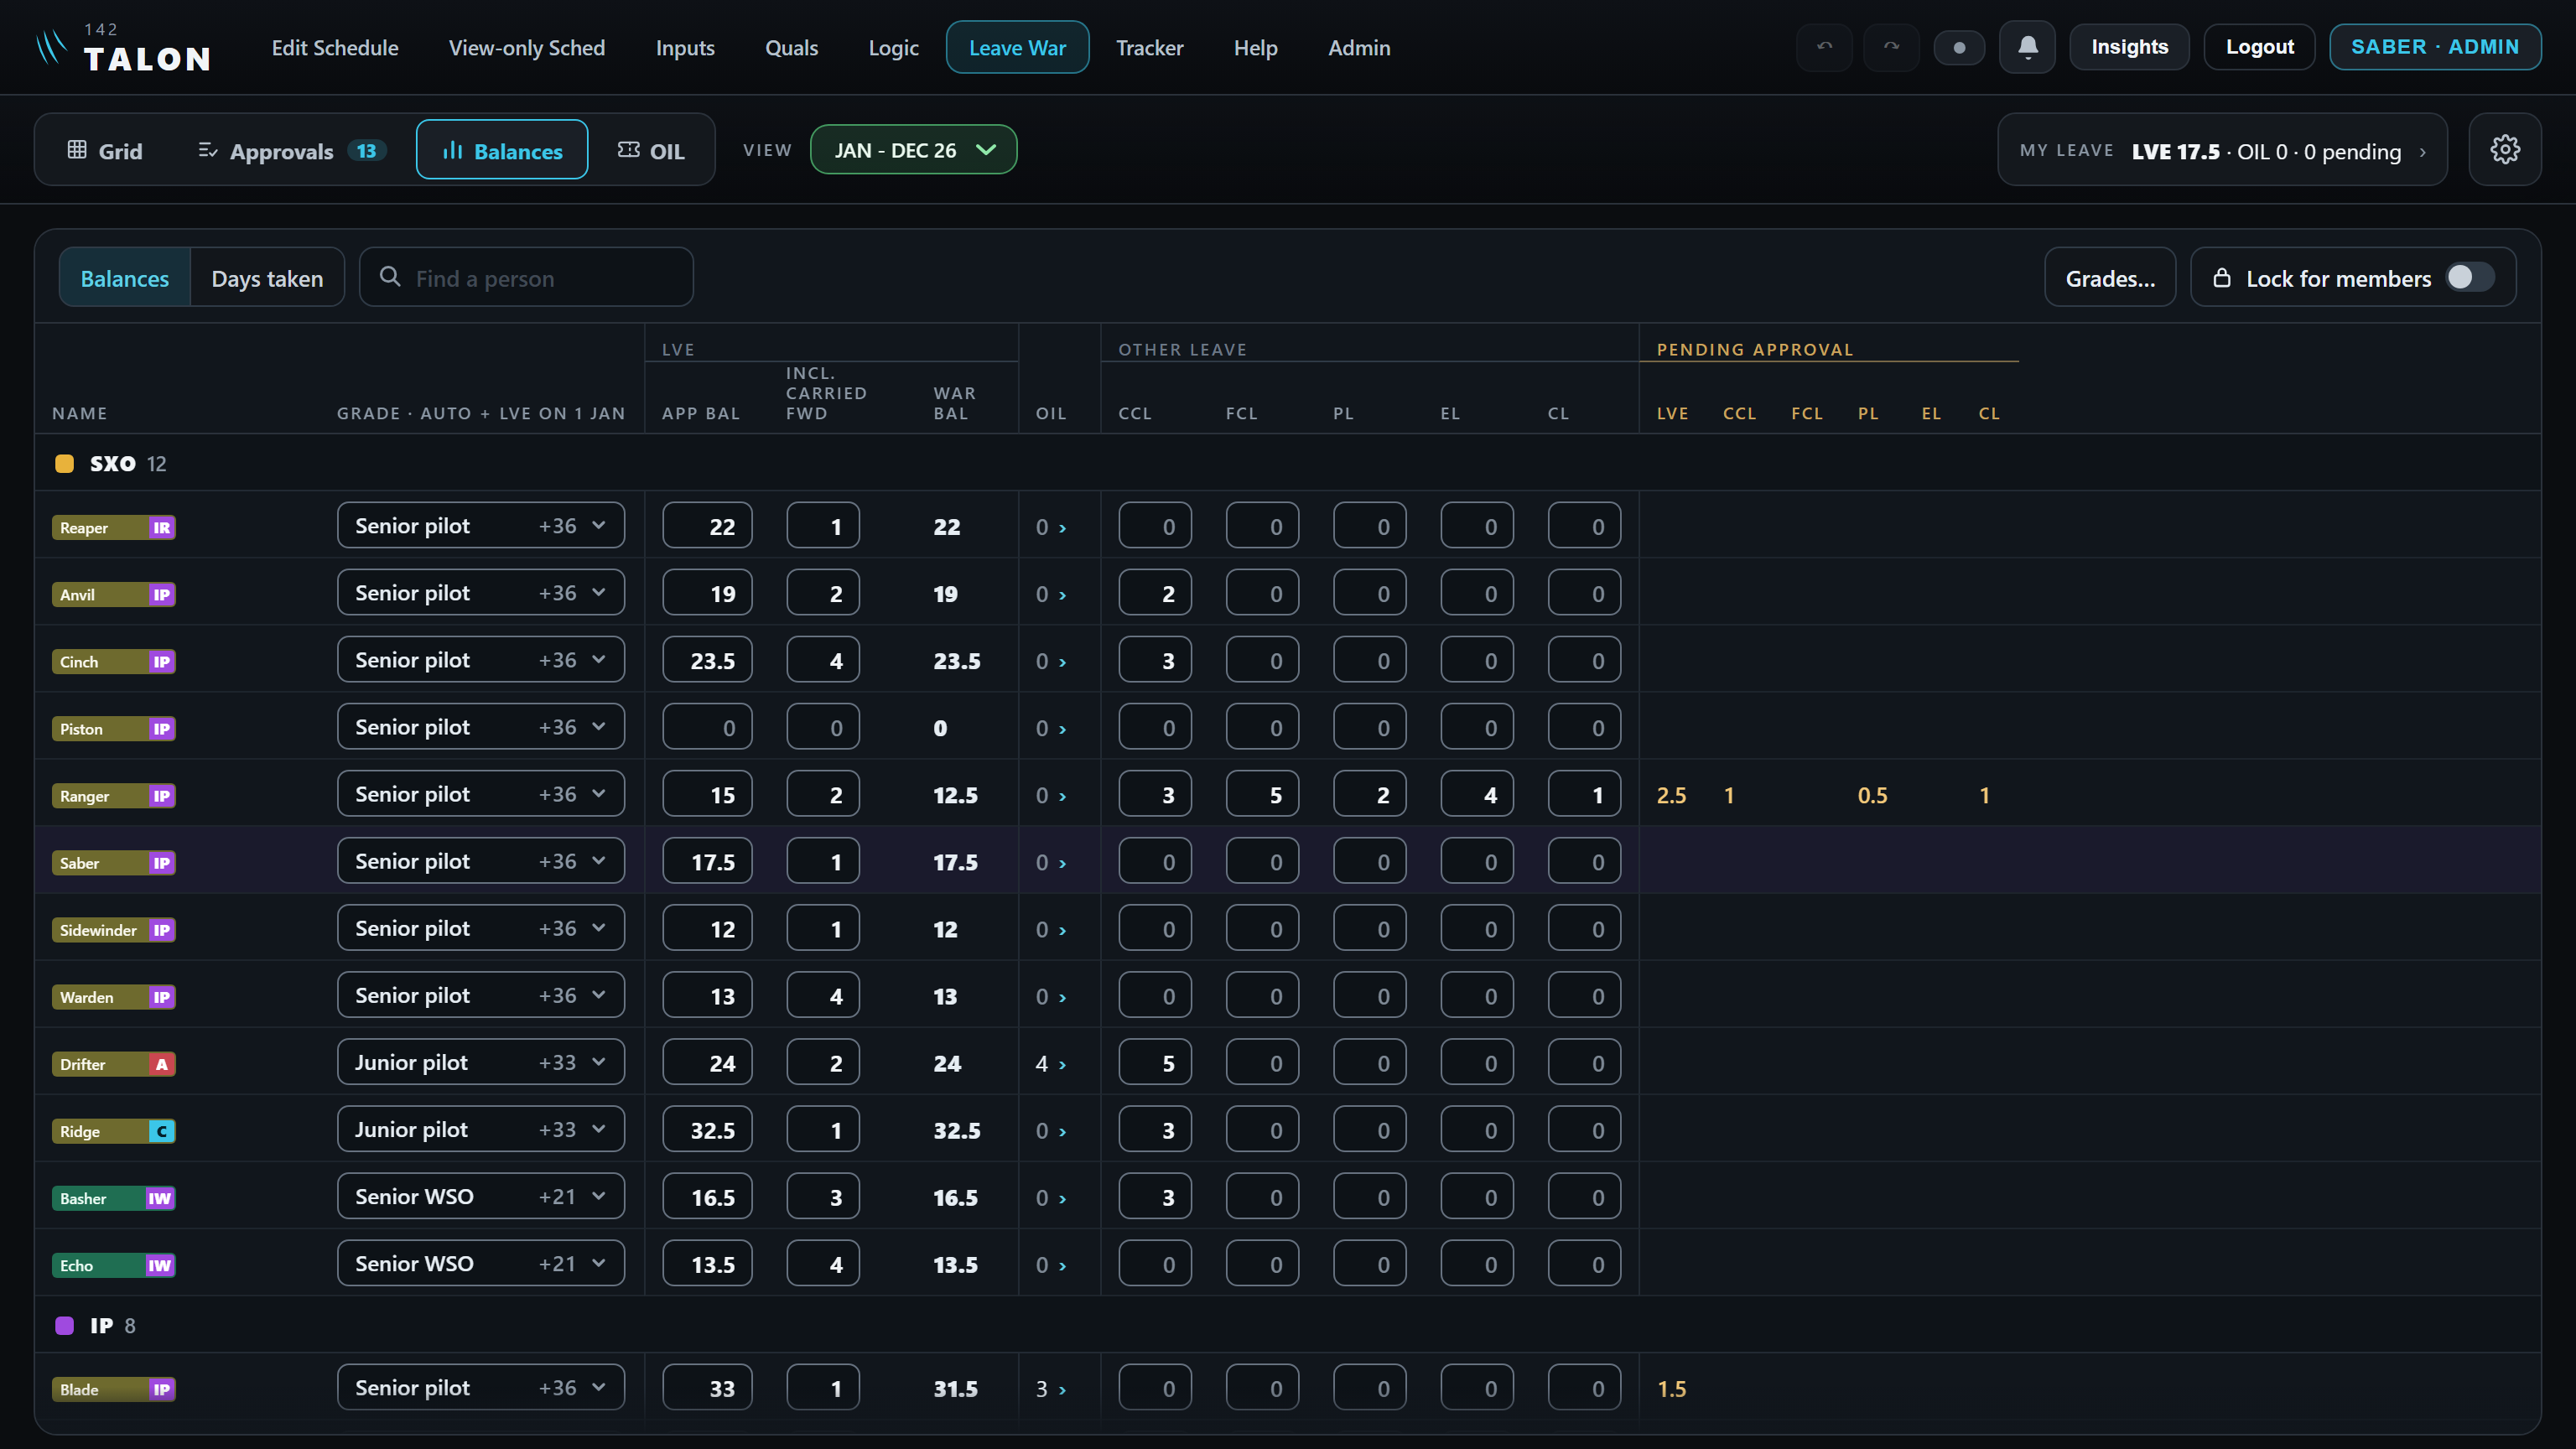 142
TALON
Edit Schedule View-only Sched Inputs Quals Logic Leave War Tracker Help Admin
Insights Logout SABER · ADMIN
Grid Approvals 13 Balances OIL VIEW JAN - DEC 26
MY LEAVE LVE 17.5 · OIL 0 · 0 pending ›
Balances Days taken Find a person Grades... Lock for members
LVE OTHER LEAVE PENDING APPROVAL
NAME GRADE · AUTO + LVE ON 1 JAN APP BAL INCL. CARRIED FWD WAR BAL OIL CCL FCL PL EL CL LVE CCL FCL PL EL CL
SXO 12
Reaper IR Senior pilot +36 22 1 22 0 › 0 0 0 0 0
Anvil IP Senior pilot +36 19 2 19 0 › 2 0 0 0 0
Cinch IP Senior pilot +36 23.5 4 23.5 0 › 3 0 0 0 0
Piston IP Senior pilot +36 0 0 0 0 › 0 0 0 0 0
Ranger IP Senior pilot +36 15 2 12.5 0 › 3 5 2 4 1 2.5 1 0.5 1
Saber IP Senior pilot +36 17.5 1 17.5 0 › 0 0 0 0 0
Sidewinder IP Senior pilot +36 12 1 12 0 › 0 0 0 0 0
Warden IP Senior pilot +36 13 4 13 0 › 0 0 0 0 0
Drifter A Junior pilot +33 24 2 24 4 › 5 0 0 0 0
Ridge C Junior pilot +33 32.5 1 32.5 0 › 3 0 0 0 0
Basher IW Senior WSO +21 16.5 3 16.5 0 › 3 0 0 0 0
Echo IW Senior WSO +21 13.5 4 13.5 0 › 0 0 0 0 0
IP 8
Blade IP Senior pilot +36 33 1 31.5 3 › 0 0 0 0 0 1.5